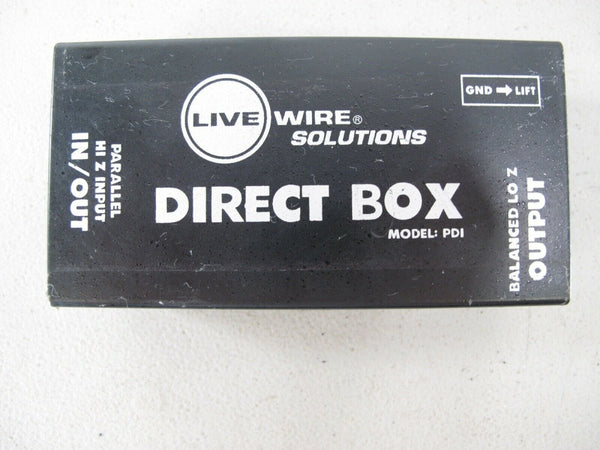 LIVE WIRE®
SOLUTIONS
GND → LIFT
PARALLEL
HI Z INPUT
IN/OUT
DIRECT BOX
MODEL: PDI
BALANCED LO Z
OUTPUT